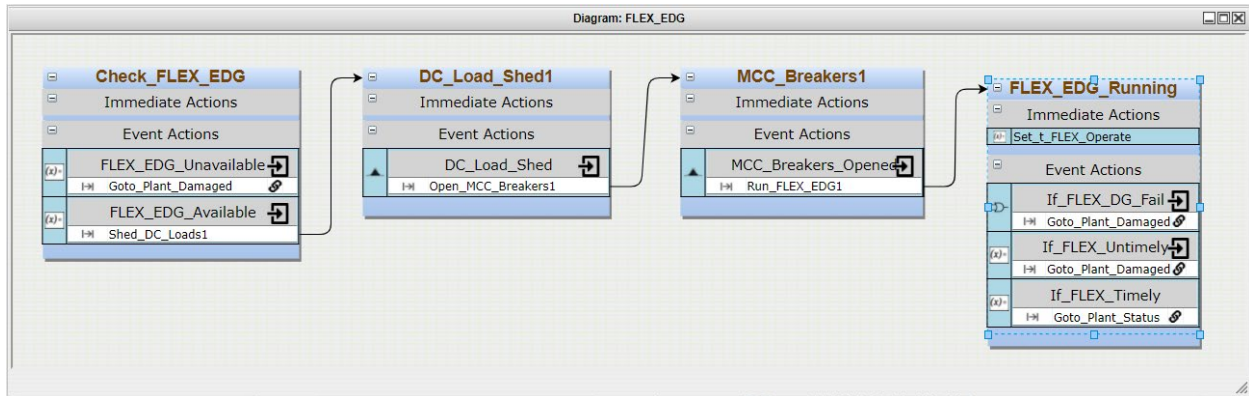 Diagram: FLEX_EDG
Check_FLEX_EDG
Immediate Actions
Event Actions
(x)= FLEX_EDG_Unavailable
Goto_Plant_Damaged
(x)= FLEX_EDG_Available
Shed_DC_Loads1
DC_Load_Shed1
Immediate Actions
Event Actions
DC_Load_Shed
Open_MCC_Breakers1
MCC_Breakers1
Immediate Actions
Event Actions
MCC_Breakers_Opened
Run_FLEX_EDG1
FLEX_EDG_Running
Immediate Actions
Set_t_FLEX_Operate
Event Actions
If_FLEX_DG_Fail
Goto_Plant_Damaged
(x)= If_FLEX_Untimely
Goto_Plant_Damaged
(x)= If_FLEX_Timely
Goto_Plant_Status